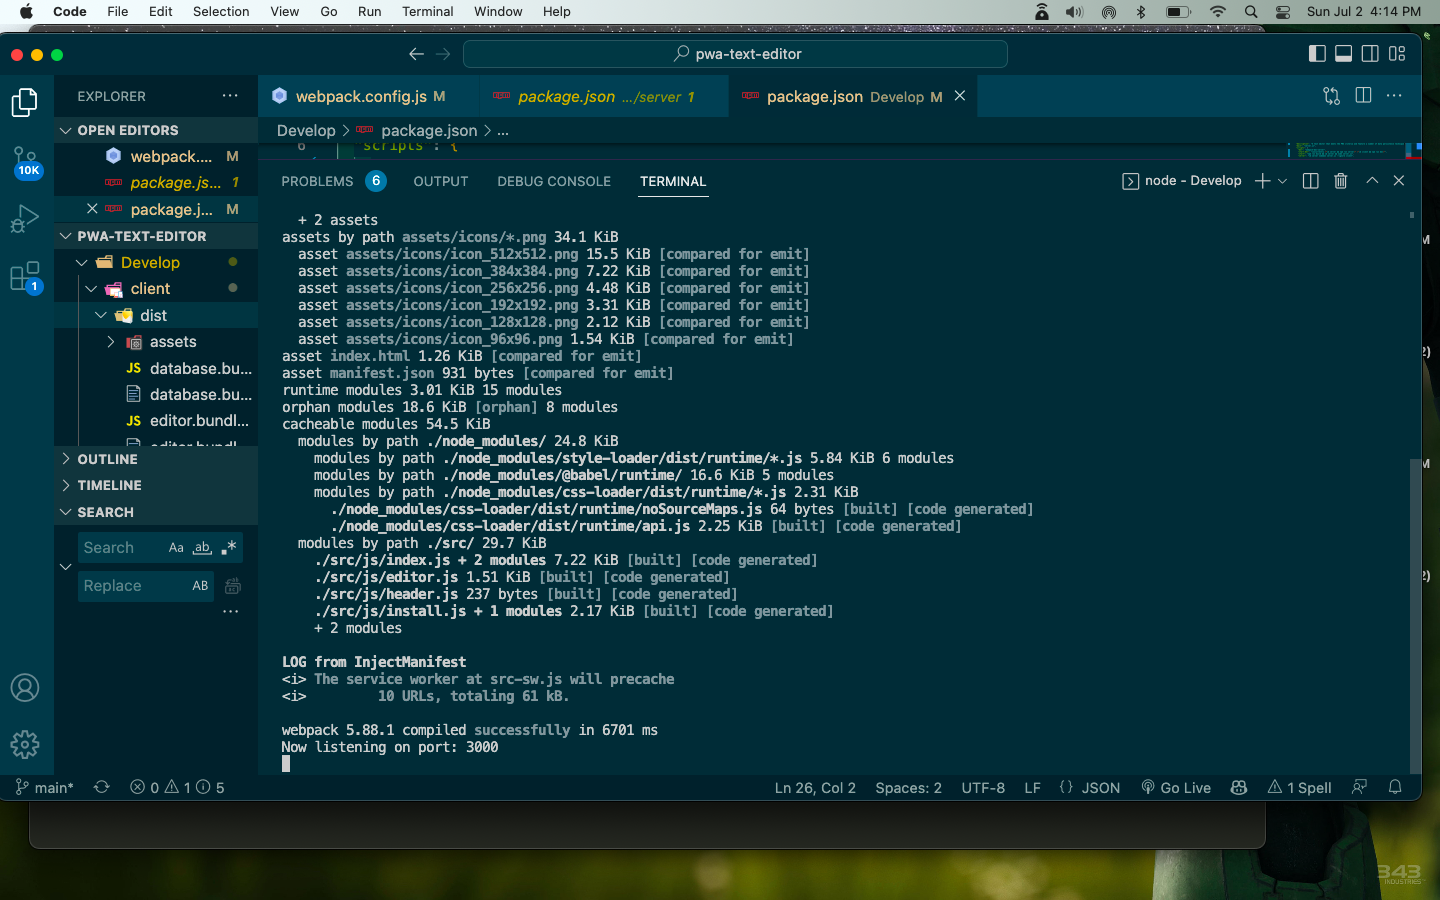 Code File Edit Selection View Go Run Terminal Window Help Sun Jul 2 4:14 PM
pwa-text-editor
EXPLORER
webpack.config.js M
package.json .../server 1
package.json Develop M
OPEN EDITORS
webpack.... M
package.js... 1
package.j... M
Develop > package.json > ...
6 scripts : {
10K
1
PROBLEMS 6 OUTPUT DEBUG CONSOLE TERMINAL
node - Develop
PWA-TEXT-EDITOR
Develop
client
dist
assets
JS database.bu...
database.bu...
JS editor.bundl...
editor.bundl
OUTLINE
TIMELINE
SEARCH
Search Aa ab
Replace AB
+ 2 assets
assets by path assets/icons/*.png 34.1 KiB
asset assets/icons/icon_512x512.png 15.5 KiB [compared for emit]
asset assets/icons/icon_384x384.png 7.22 KiB [compared for emit]
asset assets/icons/icon_256x256.png 4.48 KiB [compared for emit]
asset assets/icons/icon_192x192.png 3.31 KiB [compared for emit]
asset assets/icons/icon_128x128.png 2.12 KiB [compared for emit]
asset assets/icons/icon_96x96.png 1.54 KiB [compared for emit]
asset index.html 1.26 KiB [compared for emit]
asset manifest.json 931 bytes [compared for emit]
runtime modules 3.01 KiB 15 modules
orphan modules 18.6 KiB [orphan] 8 modules
cacheable modules 54.5 KiB
modules by path ./node_modules/ 24.8 KiB
modules by path ./node_modules/style-loader/dist/runtime/*.js 5.84 KiB 6 modules
modules by path ./node_modules/@babel/runtime/ 16.6 KiB 5 modules
modules by path ./node_modules/css-loader/dist/runtime/*.js 2.31 KiB
./node_modules/css-loader/dist/runtime/noSourceMaps.js 64 bytes [built] [code generated]
./node_modules/css-loader/dist/runtime/api.js 2.25 KiB [built] [code generated]
modules by path ./src/ 29.7 KiB
./src/js/index.js + 2 modules 7.22 KiB [built] [code generated]
./src/js/editor.js 1.51 KiB [built] [code generated]
./src/js/header.js 237 bytes [built] [code generated]
./src/js/install.js + 1 modules 2.17 KiB [built] [code generated]
+ 2 modules
LOG from InjectManifest
<i> The service worker at src-sw.js will precache
<i> 10 URLs, totaling 61 kB.
webpack 5.88.1 compiled successfully in 6701 ms
Now listening on port: 3000
main* 0 1 5 Ln 26, Col 2 Spaces: 2 UTF-8 LF {} JSON Go Live 1 Spell
343
INDUSTRIES